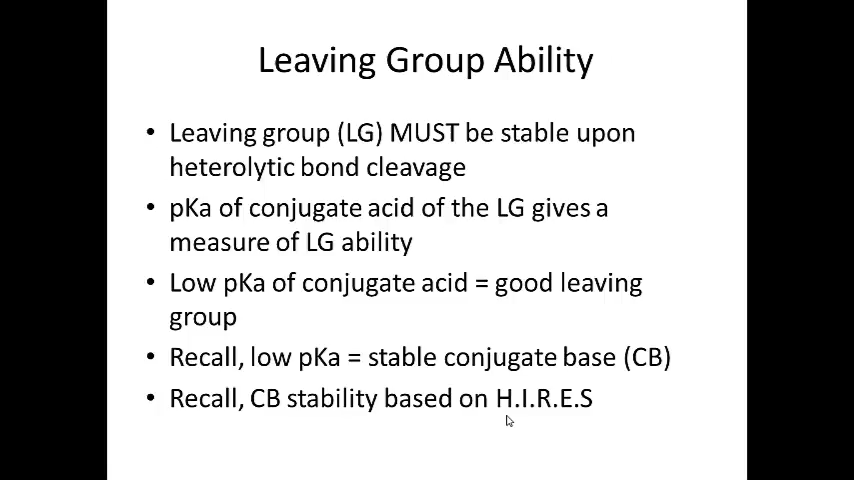 Leaving Group Ability
• Leaving group (LG) MUST be stable upon
heterolytic bond cleavage
• pKa of conjugate acid of the LG gives a
measure of LG ability
• Low pKa of conjugate acid = good leaving
group
• Recall, low pKa = stable conjugate base (CB)
• Recall, CB stability based on H.I.R.E.S